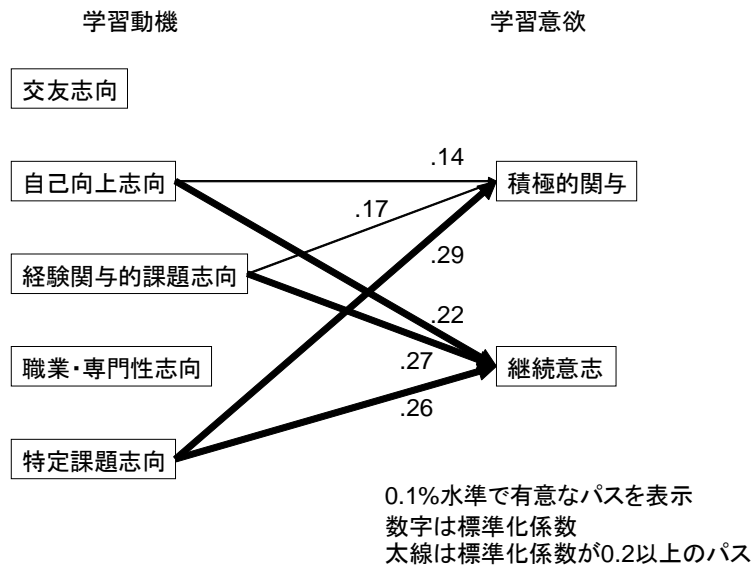 学習動機
学習意欲
交友志向
自己向上志向
経験関与的課題志向
職業・専門性志向
特定課題志向
.14
.17
.29
.22
.27
.26
積極的関与
継続意志
0.1%水準で有意なパスを表示
数字は標準化係数
太線は標準化係数が0.2以上のパス